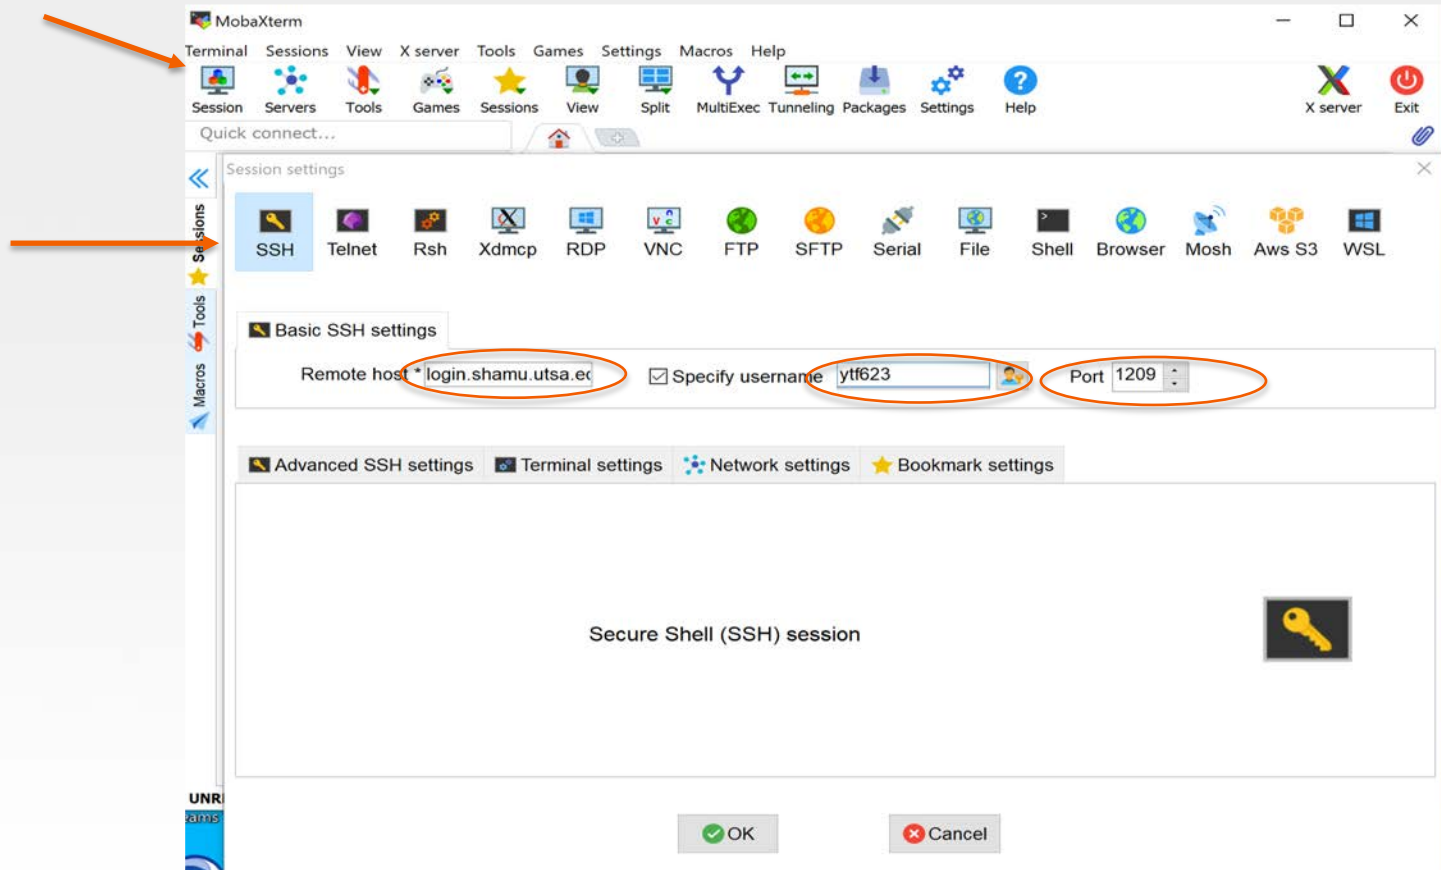 MobaXterm
Terminal Sessions View X server Tools Games Settings Macros Help
Session Servers Tools Games Sessions View Split MultiExec Tunneling Packages Settings Help X server Exit
Quick connect...
Session settings
Sessions
SSH Telnet Rsh Xdmcp RDP VNC FTP SFTP Serial File Shell Browser Mosh Aws S3 WSL
Tools
Basic SSH settings
Macros
Remote host * login.shamu.utsa.ec Specify username ytf623 Port 1209
Advanced SSH settings Terminal settings Network settings Bookmark settings
Secure Shell (SSH) session
UNR
OK Cancel